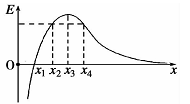 E
O
x₁ x₂ x₃ x₄ x